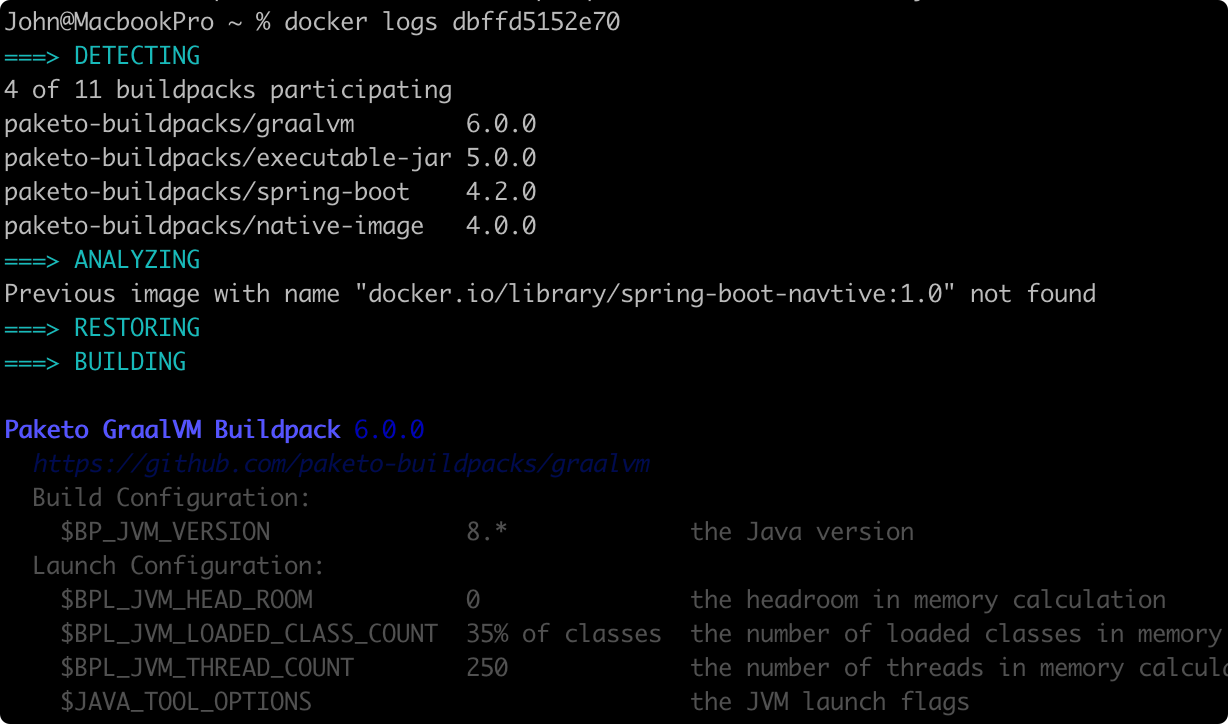 John@MacbookPro ~ % docker logs dbffd5152e70
===> DETECTING
4 of 11 buildpacks participating
paketo-buildpacks/graalvm        6.0.0
paketo-buildpacks/executable-jar 5.0.0
paketo-buildpacks/spring-boot    4.2.0
paketo-buildpacks/native-image   4.0.0
===> ANALYZING
Previous image with name "docker.io/library/spring-boot-navtive:1.0" not found
===> RESTORING
===> BUILDING
Paketo GraalVM Buildpack 6.0.0
  https://github.com/paketo-buildpacks/graalvm
  Build Configuration:
    $BP_JVM_VERSION              8.*             the Java version
  Launch Configuration:
    $BPL_JVM_HEAD_ROOM           0               the headroom in memory calculation
    $BPL_JVM_LOADED_CLASS_COUNT  35% of classes  the number of loaded classes in memory
    $BPL_JVM_THREAD_COUNT        250             the number of threads in memory calcul
    $JAVA_TOOL_OPTIONS                           the JVM launch flags